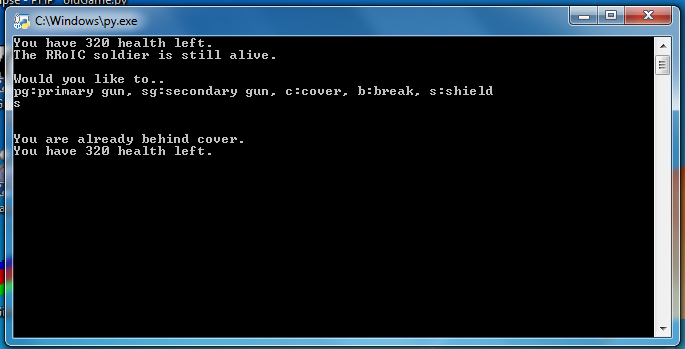 C:\Windows\py.exe
You have 320 health left.
The RRoIC soldier is still alive.
Would you like to..
pg:primary gun, sg:secondary gun, c:cover, b:break, s:shield
s
You are already behind cover.
You have 320 health left.